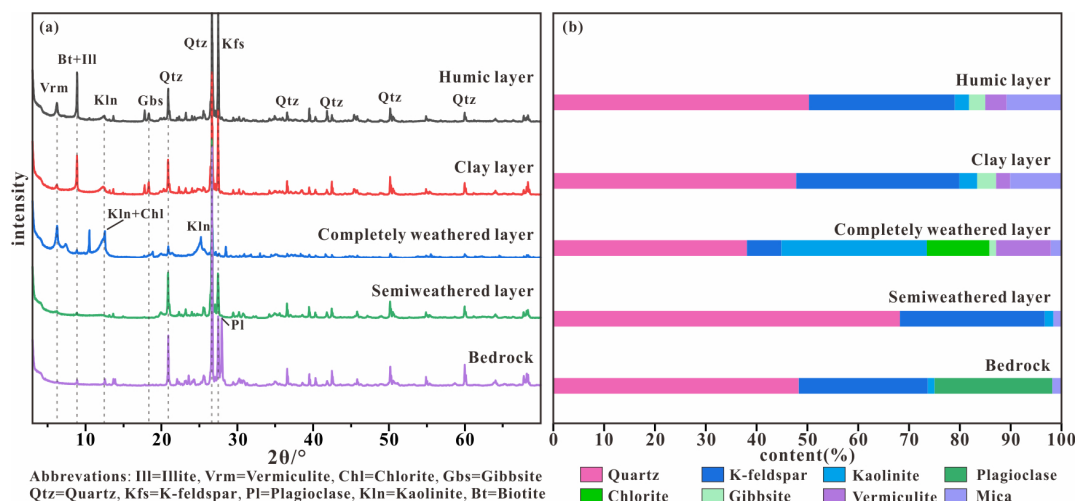 (a)
Qtz
Kfs
Bt+Ill
Vrm
Kln
Gbs
Qtz
Qtz
Qtz
Qtz
Qtz
Humic layer
Clay layer
Kln+Chl
Kln
Completely weathered layer
Semiweathered layer
Pl
Bedrock
intensity
10 20 30 40 50 60
2θ/°
Abbrevations: Ill=Illite, Vrm=Vermiculite, Chl=Chlorite, Gbs=Gibbsite
Qtz=Quartz, Kfs=K-feldspar, Pl=Plagioclase, Kln=Kaolinite, Bt=Biotite
(b)
Humic layer
Clay layer
Completely weathered layer
Semiweathered layer
Bedrock
0 10 20 30 40 50 60 70 80 90 100
content(%)
Quartz K-feldspar Kaolinite Plagioclase
Chlorite Gibbsite Vermiculite Mica